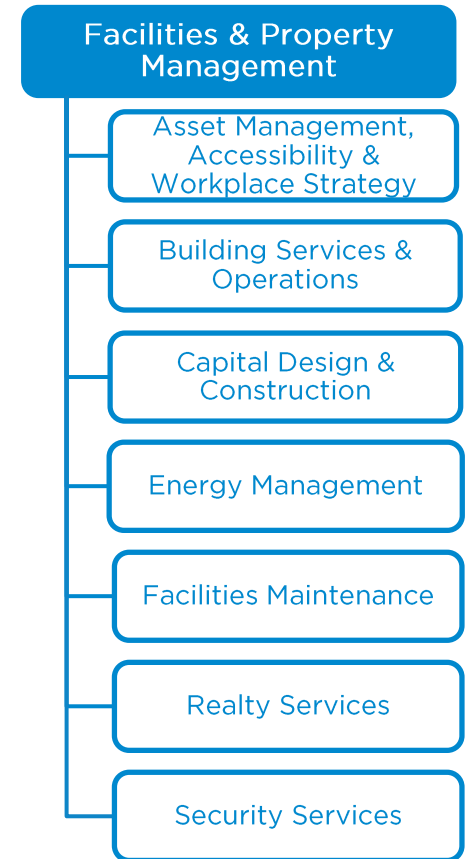 Facilities & Property
Management
Asset Management,
Accessibility &
Workplace Strategy
Building Services &
Operations
Capital Design &
Construction
Energy Management
Facilities Maintenance
Realty Services
Security Services